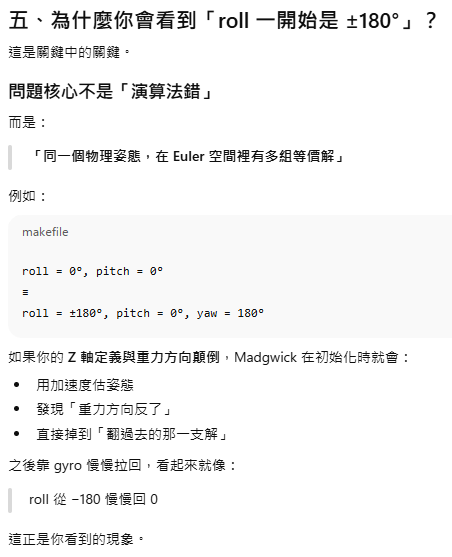 五、為什麼你會看到「roll 一開始是 ±180°」？
這是關鍵中的關鍵。
問題核心不是「演算法錯」
而是：
「同一個物理姿態，在 Euler 空間裡有多組等價解」
例如：
makefile
roll = 0°, pitch = 0°
≡
roll = ±180°, pitch = 0°, yaw = 180°
如果你的 Z 軸定義與重力方向顛倒，Madgwick 在初始化時就會：
• 用加速度估姿態
• 發現「重力方向反了」
• 直接掉到「翻過去的那一支解」
之後靠 gyro 慢慢拉回，看起來就像：
roll 從 −180 慢慢回 0
這正是你看到的現象。